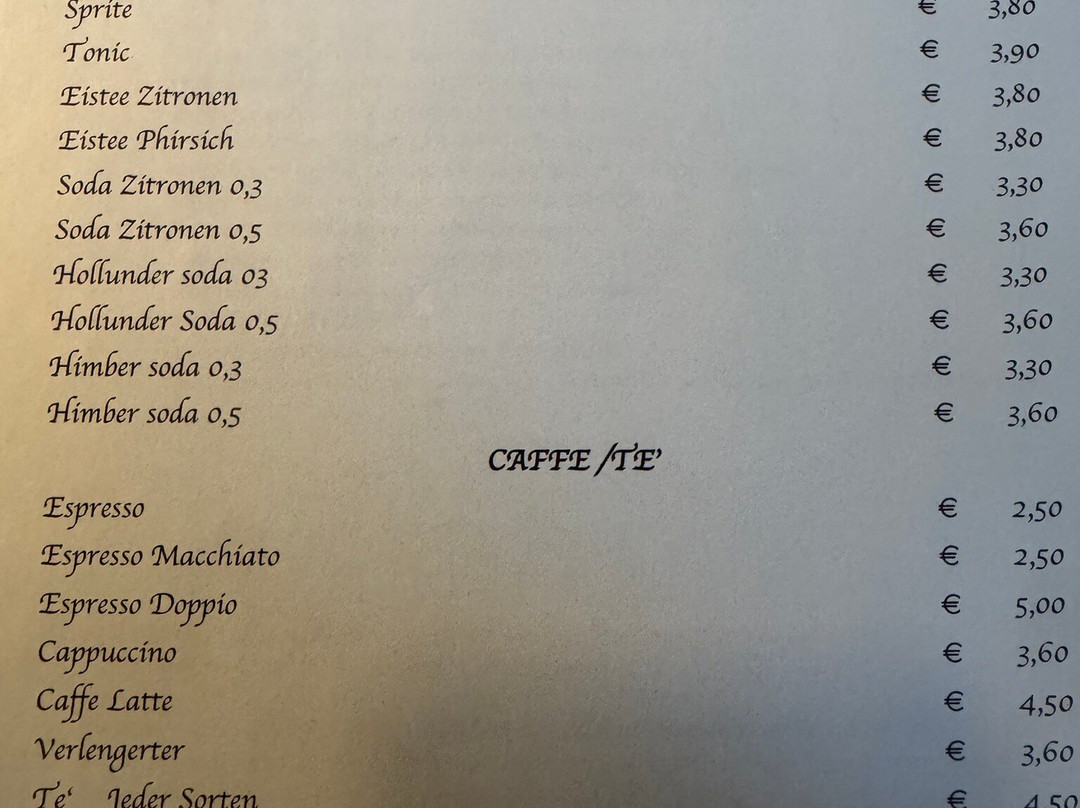 Sprite € 3,80
Tonic € 3,90
Eistee Zitronen € 3,80
Eistee Phirsich € 3,80
Soda Zitronen 0,3 € 3,30
Soda Zitronen 0,5 € 3,60
Hollunder soda 03 € 3,30
Hollunder Soda 0,5 € 3,60
Himber soda 0,3 € 3,30
Himber soda 0,5 € 3,60
CAFFE /TE'
Espresso € 2,50
Espresso Macchiato € 2,50
Espresso Doppio € 5,00
Cappuccino € 3,60
Caffe Latte € 4,50
Verlengerter € 3,60
Te‘ Jeder Sorten € 4,50